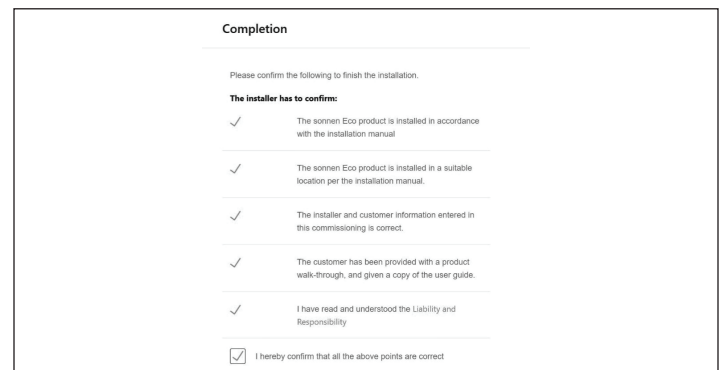 Completion
Please confirm the following to finish the installation.
The installer has to confirm:
The sonnen Eco product is installed in accordance
with the installation manual
The sonnen Eco product is installed in a suitable
location per the installation manual.
The installer and customer information entered in
this commissioning is correct.
The customer has been provided with a product
walk-through, and given a copy of the user guide.
I have read and understood the Liability and
Responsibility
I hereby confirm that all the above points are correct